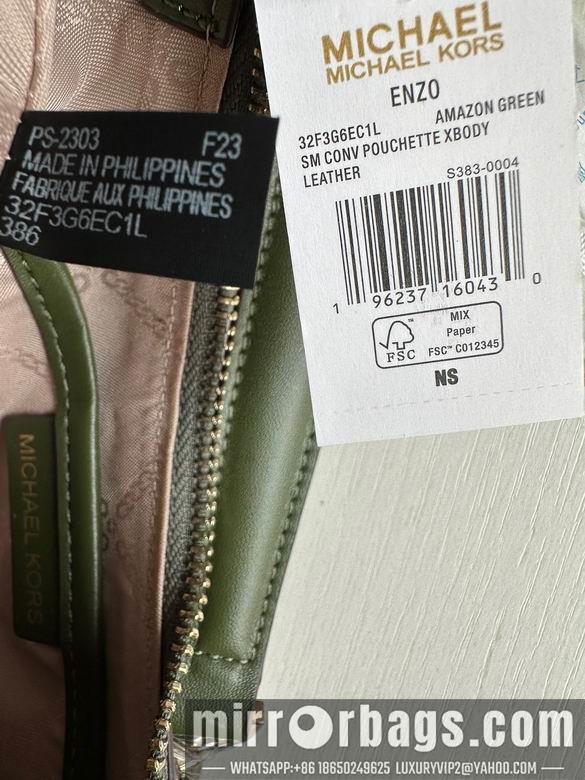 MICHAEL
MICHAEL KORS
ENZO
32F3G6EC1L AMAZON GREEN
SM CONV POUCHETTE XBODY
LEATHER
S383-0004
1 96237 16043 0
FSC™
MIX
Paper
FSC™ C012345
NS
PS-2303 F23
MADE IN PHILIPPINES
FABRIQUE AUX PHILIPPINES
32F3G6EC1L
386
MICHAEL KORS
mirrorbags.com
WHATSAPP:+86 18650249625 LUXURYVIP2@YAHOO.COM